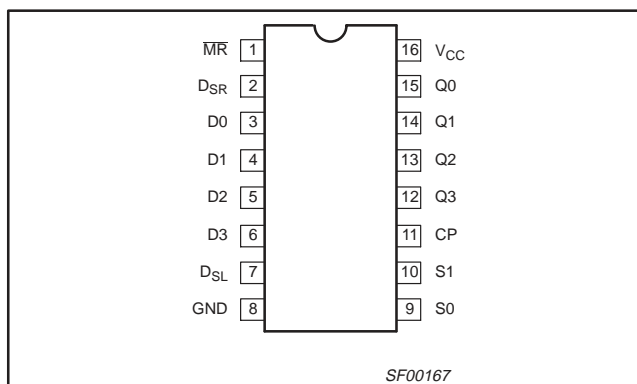 M̅R̅ 1 16 VCC
DSR 2 15 Q0
D0 3 14 Q1
D1 4 13 Q2
D2 5 12 Q3
D3 6 11 CP
DSL 7 10 S1
GND 8 9 S0
SF00167